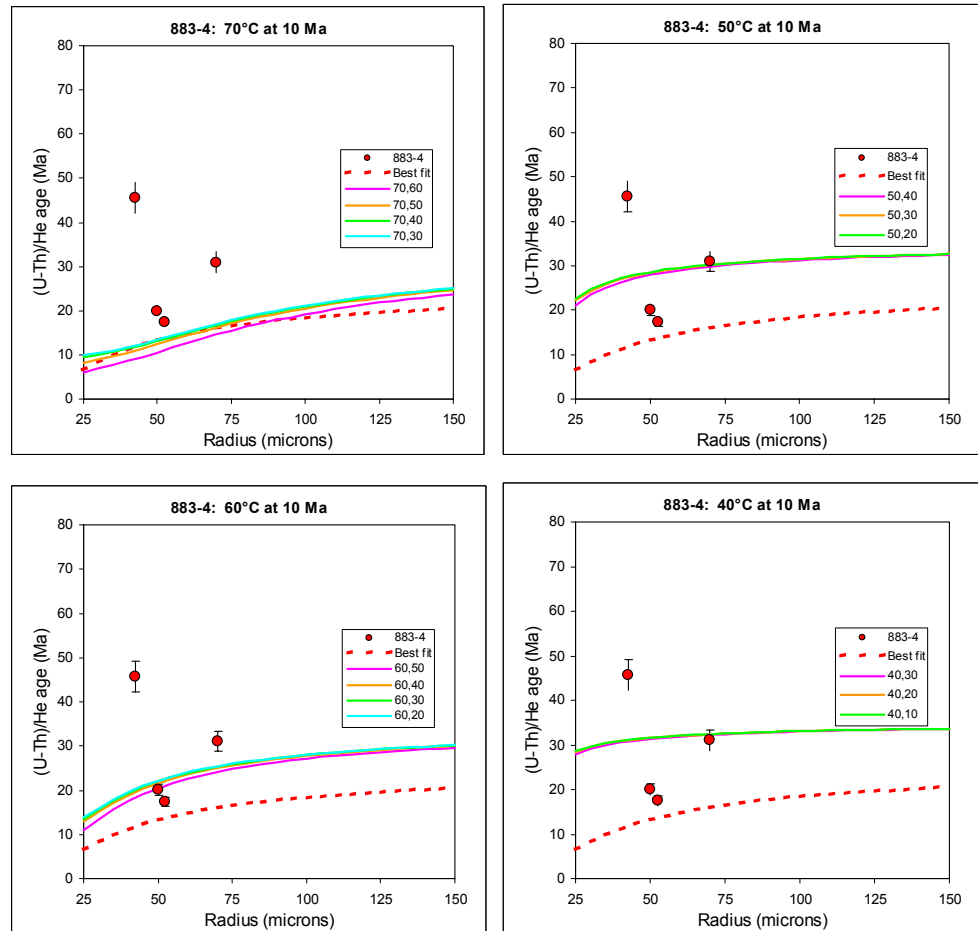 883-4: 70°C at 10 Ma
80
70
60
50
40
30
20
10
0
(U-Th)/He age (Ma)
883-4
Best fit
70,60
70,50
70,40
70,30
25 50 75 100 125 150
Radius (microns)
883-4: 50°C at 10 Ma
80
70
60
50
40
30
20
10
0
(U-Th)/He age (Ma)
883-4
Best fit
50,40
50,30
50,20
25 50 75 100 125 150
Radius (microns)
883-4: 60°C at 10 Ma
80
70
60
50
40
30
20
10
0
(U-Th)/He age (Ma)
883-4
Best fit
60,50
60,40
60,30
60,20
25 50 75 100 125 150
Radius (microns)
883-4: 40°C at 10 Ma
80
70
60
50
40
30
20
10
0
(U-Th)/He age (Ma)
883-4
Best fit
40,30
40,20
40,10
25 50 75 100 125 150
Radius (microns)